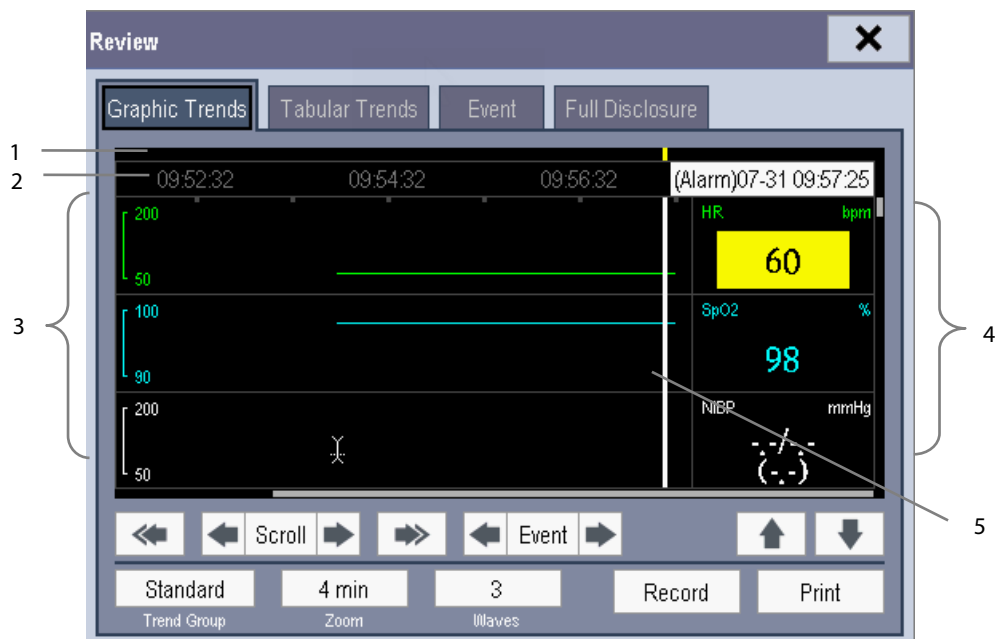 Review
Graphic Trends Tabular Trends Event Full Disclosure
1
2
09:52:32 09:54:32 09:56:32 (Alarm)07-31 09:57:25
200 HR bpm
60
50
3
100 SpO2 %
4
98
90
200 NIBP mmHg
-.-/-.-
(-.-)
50
5
Scroll Event
Standard 4 min 3 Record Print
Trend Group Zoom Waves